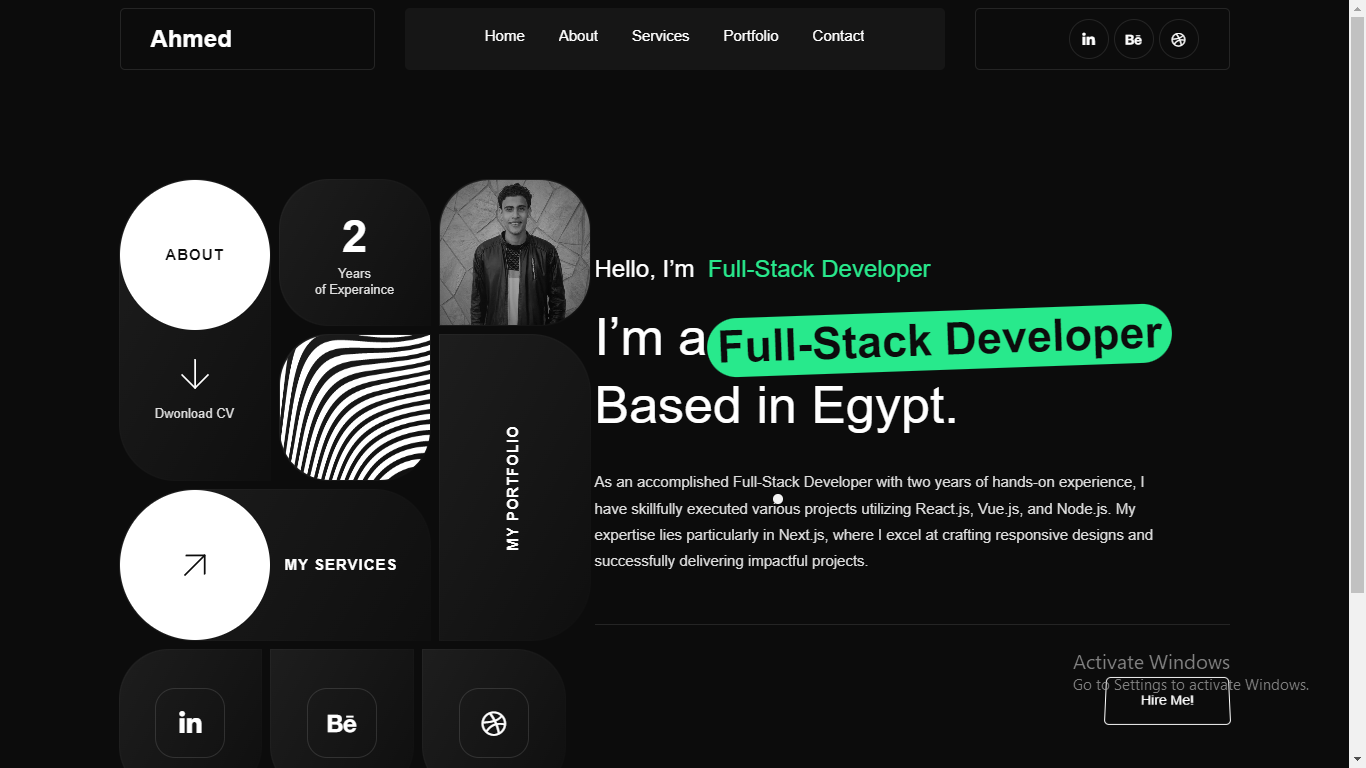 Ahmed
Home About Services Portfolio Contact
in Bē
ABOUT
2
Years
of Experaince
Dwonload CV
MY PORTFOLIO
MY SERVICES
in Bē
Hello, I’m Full-Stack Developer
I’m a Full-Stack Developer
Based in Egypt.
As an accomplished Full-Stack Developer with two years of hands-on experience, I
have skillfully executed various projects utilizing React.js, Vue.js, and Node.js. My
expertise lies particularly in Next.js, where I excel at crafting responsive designs and
successfully delivering impactful projects.
Activate Windows
Go to Settings to activate Windows.
Hire Me!